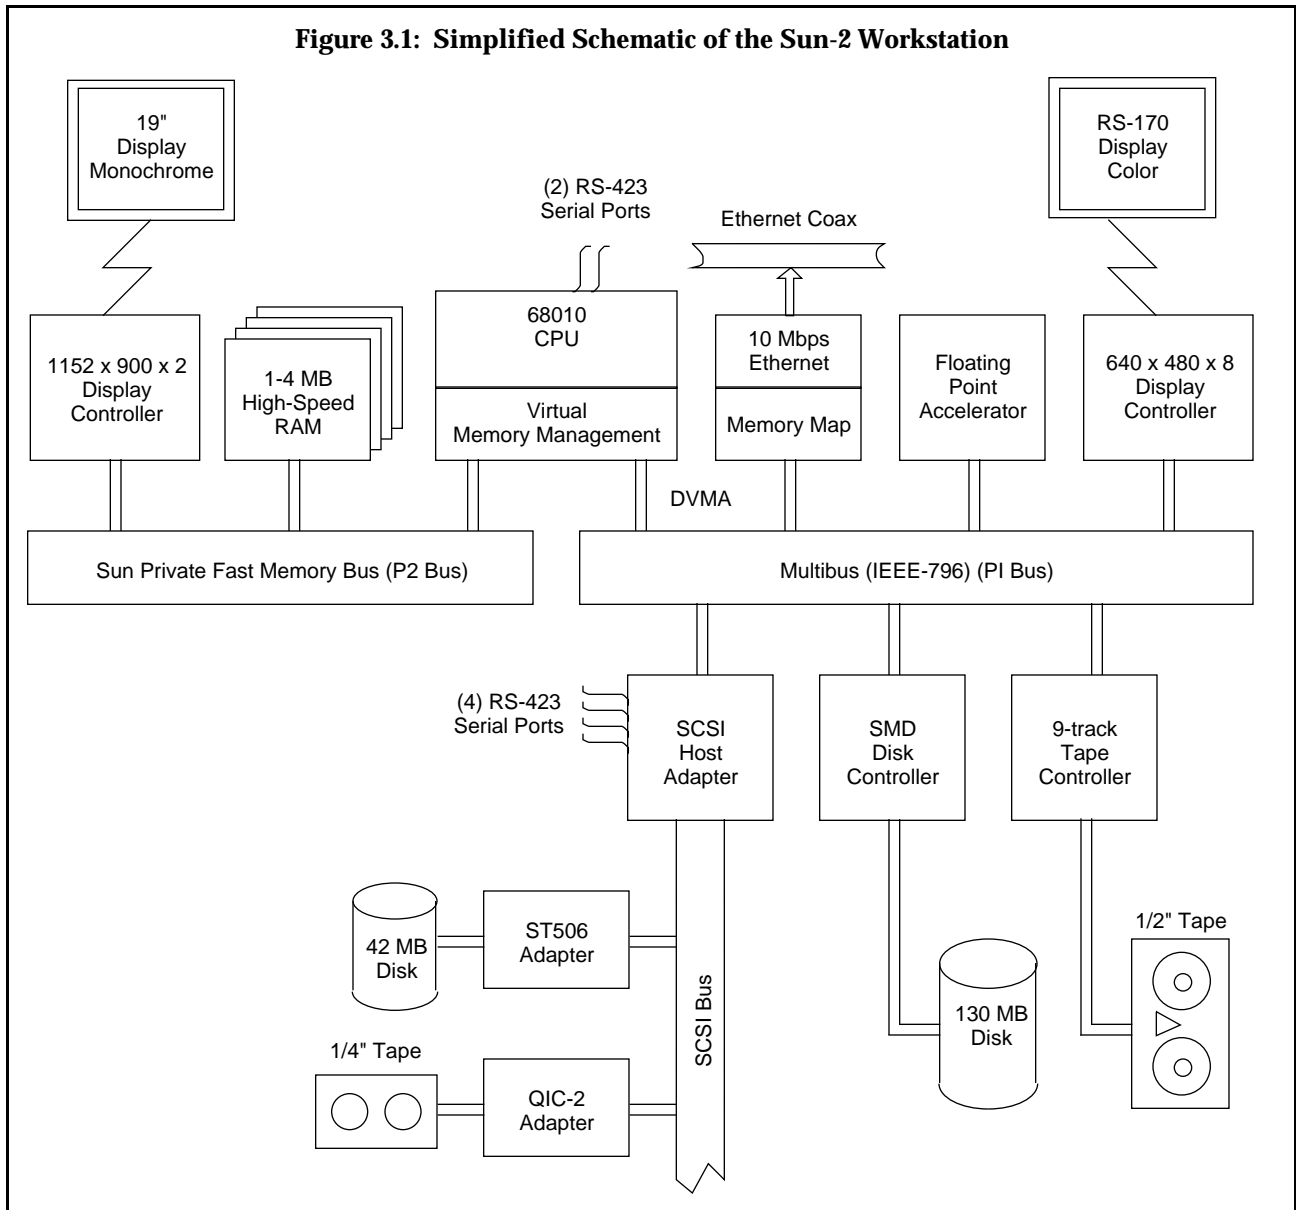 Figure 3.1: Simplified Schematic of the Sun-2 Workstation
19"
Display
Monochrome
RS-170
Display
Color
(2) RS-423
Serial Ports
Ethernet Coax
1152 x 900 x 2
Display
Controller
1-4 MB
High-Speed
RAM
68010
CPU
Virtual
Memory Management
10 Mbps
Ethernet
Memory Map
Floating
Point
Accelerator
640 x 480 x 8
Display
Controller
DVMA
Sun Private Fast Memory Bus (P2 Bus)
Multibus (IEEE-796) (PI Bus)
(4) RS-423
Serial Ports
SCSI
Host
Adapter
SMD
Disk
Controller
9-track
Tape
Controller
42 MB
Disk
ST506
Adapter
SCSI Bus
130 MB
Disk
1/2" Tape
1/4" Tape
QIC-2
Adapter